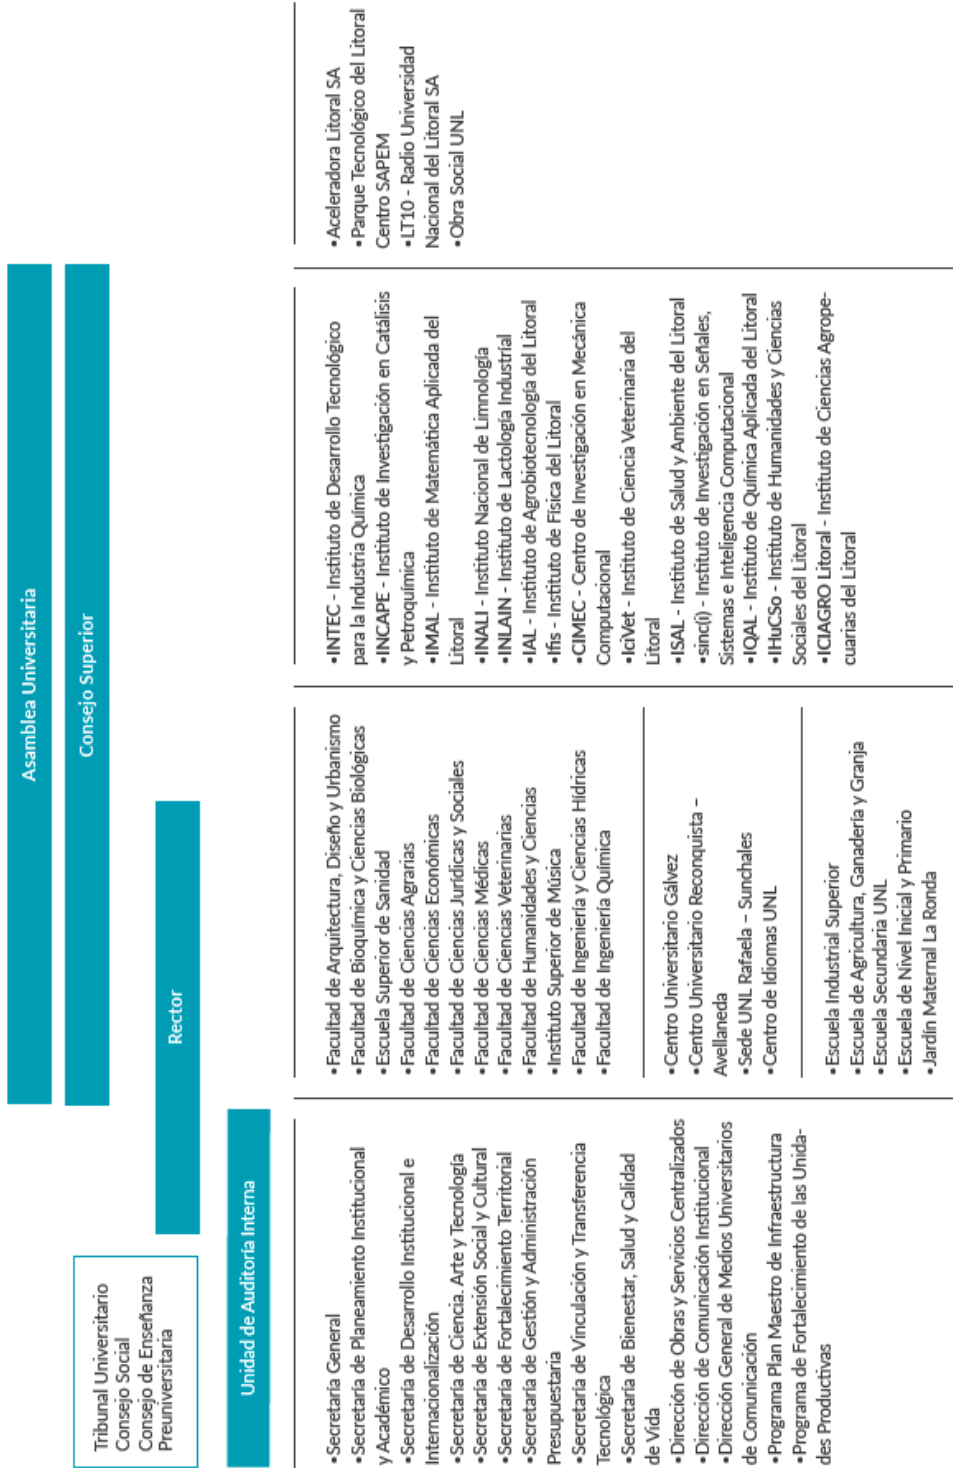 Asamblea Universitaria
Consejo Superior
Rector
Tribunal Universitario
Consejo Social
Consejo de Enseñanza
Preuniversitaria
Unidad de Auditoría Interna
•Secretaría General
•Secretaría de Planeamiento Institucional
y Académico
•Secretaría de Desarrollo Institucional e
Internacionalización
•Secretaría de Ciencia, Arte y Tecnología
•Secretaría de Extensión Social y Cultural
•Secretaría de Fortalecimiento Territorial
•Secretaría de Gestión y Administración
Presupuestaria
•Secretaría de Vinculación y Transferencia
Tecnológica
•Secretaría de Bienestar, Salud y Calidad
de Vida
•Dirección de Obras y Servicios Centralizados
•Dirección de Comunicación Institucional
•Dirección General de Medios Universitarios
de Comunicación
•Programa Plan Maestro de Infraestructura
•Programa de Fortalecimiento de las Unida-
des Productivas
•Facultad de Arquitectura, Diseño y Urbanismo
•Facultad de Bioquímica y Ciencias Biológicas
•Escuela Superior de Sanidad
•Facultad de Ciencias Agrarias
•Facultad de Ciencias Económicas
•Facultad de Ciencias Jurídicas y Sociales
•Facultad de Ciencias Médicas
•Facultad de Ciencias Veterinarias
•Facultad de Humanidades y Ciencias
•Instituto Superior de Música
•Facultad de Ingeniería y Ciencias Hídricas
•Facultad de Ingeniería Química
•Centro Universitario Gálvez
•Centro Universitario Reconquista –
Avellaneda
•Sede UNL Rafaela – Sunchales
•Centro de Idiomas UNL
•Escuela Industrial Superior
•Escuela de Agricultura, Ganadería y Granja
•Escuela Secundaria UNL
•Escuela de Nivel Inicial y Primario
•Jardín Maternal La Ronda
•INTEC - Instituto de Desarrollo Tecnológico
para la Industria Química
•INCAPE - Instituto de Investigación en Catálisis
y Petroquímica
•IMAL - Instituto de Matemática Aplicada del
Litoral
•INALI - Instituto Nacional de Limnología
•INLAIN - Instituto de Lactología Industrial
•IAL - Instituto de Agrobiotecnología del Litoral
•Ifis - Instituto de Física del Litoral
•CIMEC - Centro de Investigación en Mecánica
Computacional
•IciVet - Instituto de Ciencia Veterinaria del
Litoral
•ISAL - Instituto de Salud y Ambiente del Litoral
•sinc(i) - Instituto de Investigación en Señales,
Sistemas e Inteligencia Computacional
•IQAL - Instituto de Química Aplicada del Litoral
•IHuCSo - Instituto de Humanidades y Ciencias
Sociales del Litoral
•ICIAGRO Litoral - Instituto de Ciencias Agrope-
cuarias del Litoral
•Aceleradora Litoral SA
•Parque Tecnológico del Litoral
Centro SAPEM
•LT10 - Radio Universidad
Nacional del Litoral SA
•Obra Social UNL